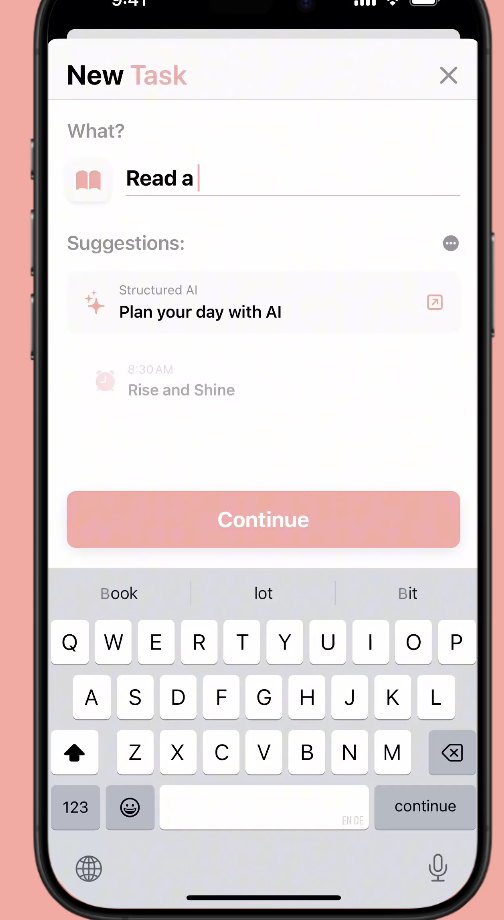 9:41
New Task
What?
Read a
Suggestions:
Structured AI
Plan your day with AI
8:30 AM
Rise and Shine
Continue
Book lot Bit
Q W E R T Y U I O P
A S D F G H J K L
Z X C V B N M
123 continue
EN DE